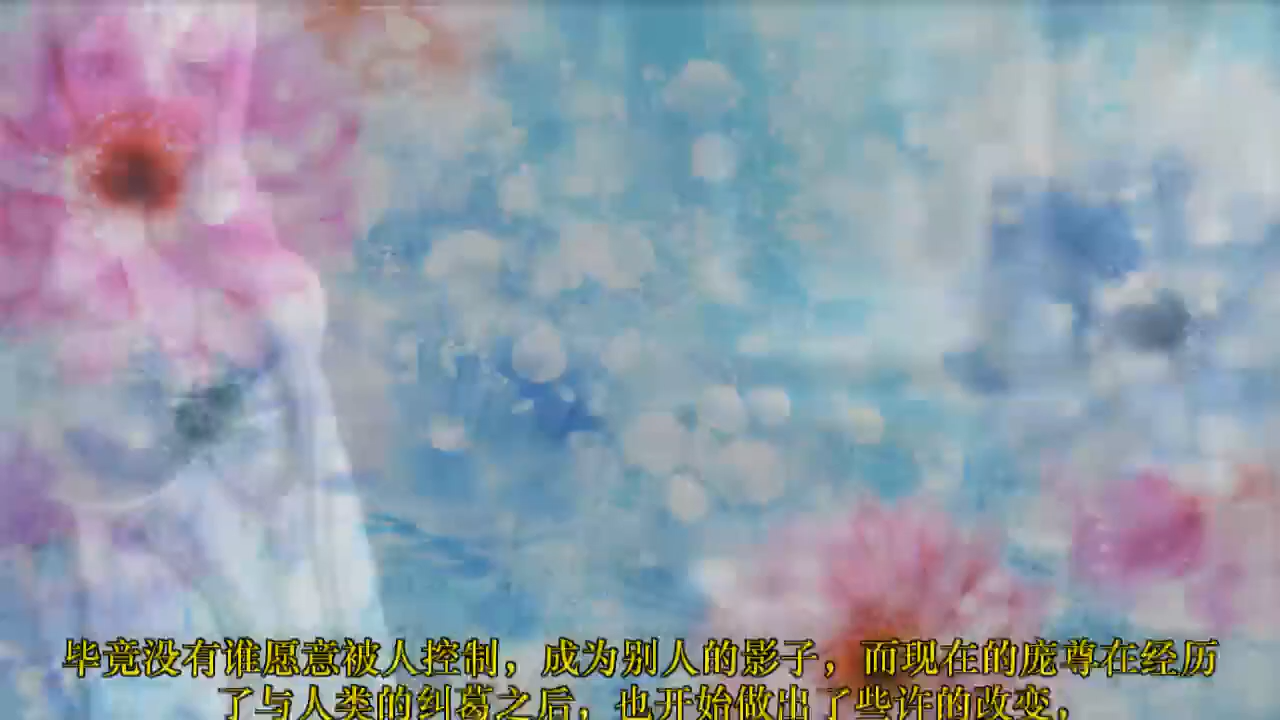 毕竟没有谁愿意被人控制，成为别人的影子，而现在的庞尊在经历
了与人类的纠葛之后，也开始做出了些许的改变，